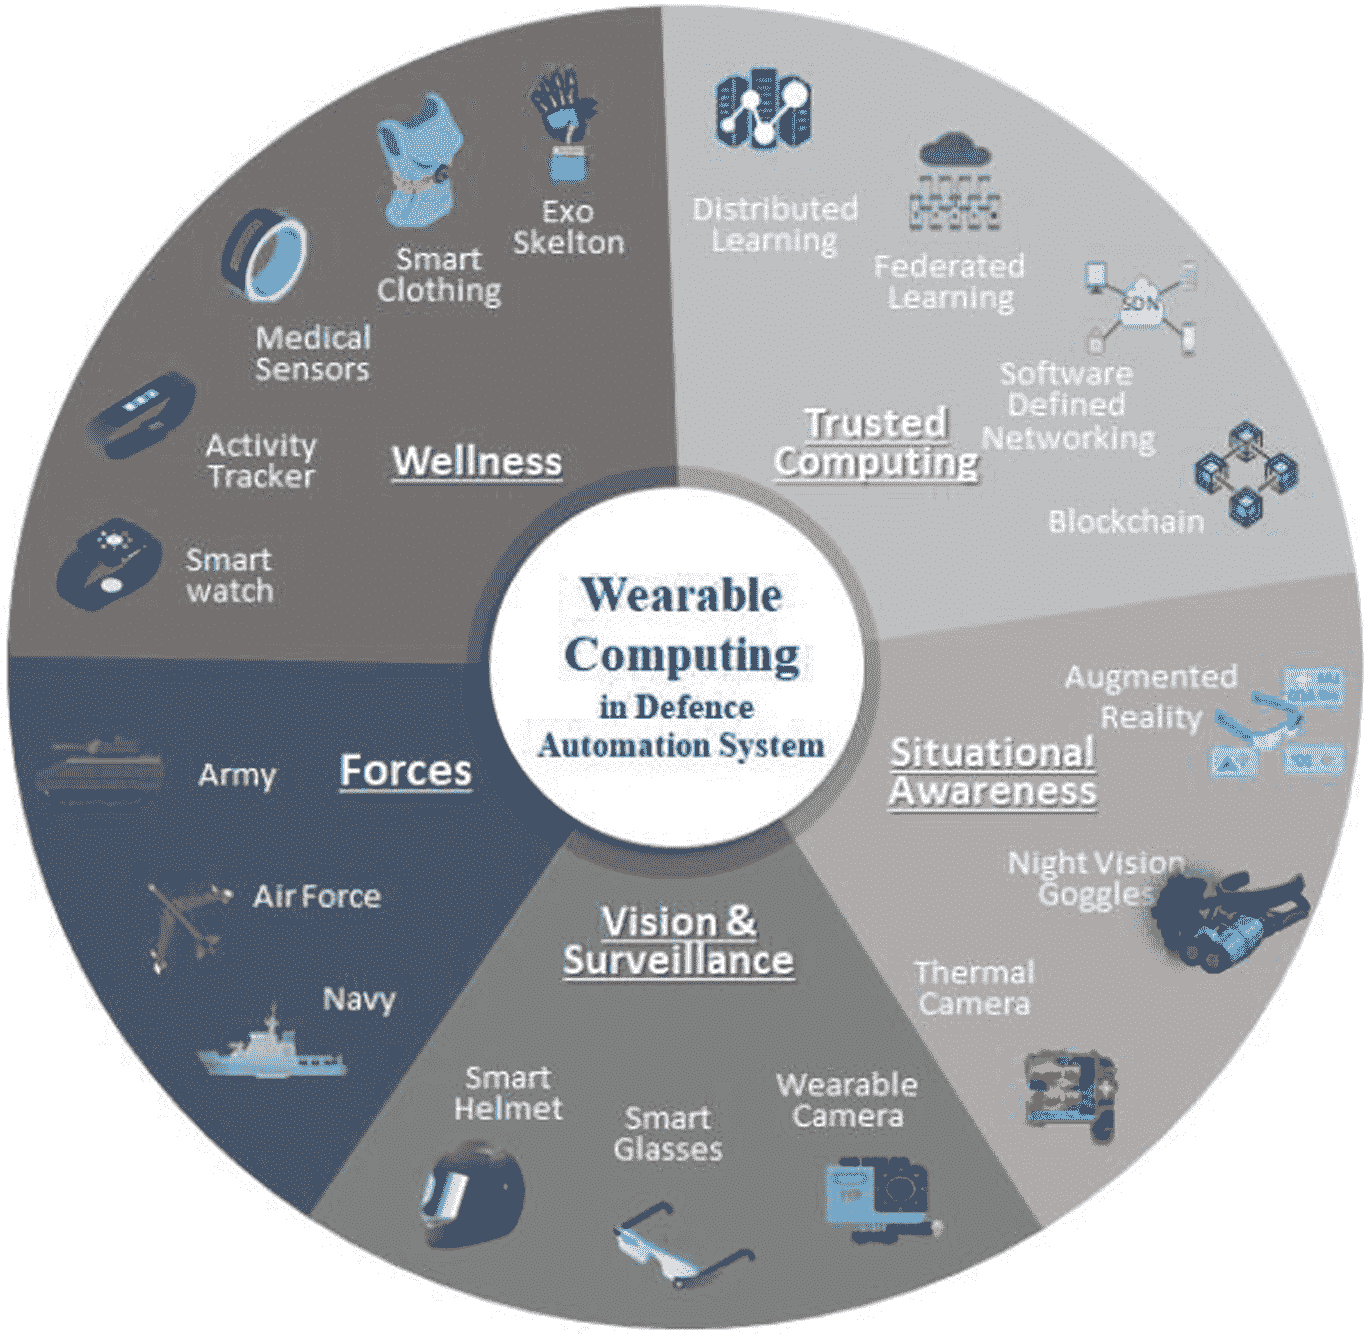 Wearable
Computing
in Defence
Automation System
Trusted
Computing
Distributed
Learning
Federated
Learning
SDN
Software
Defined
Networking
Blockchain
Situational
Awareness
Augmented
Reality
Night Vision
Goggles
Thermal
Camera
Vision &
Surveillance
Wearable
Camera
Smart
Glasses
Smart
Helmet
Forces
Navy
Air Force
Army
Wellness
Smart
watch
Activity
Tracker
Medical
Sensors
Smart
Clothing
Exo
Skelton